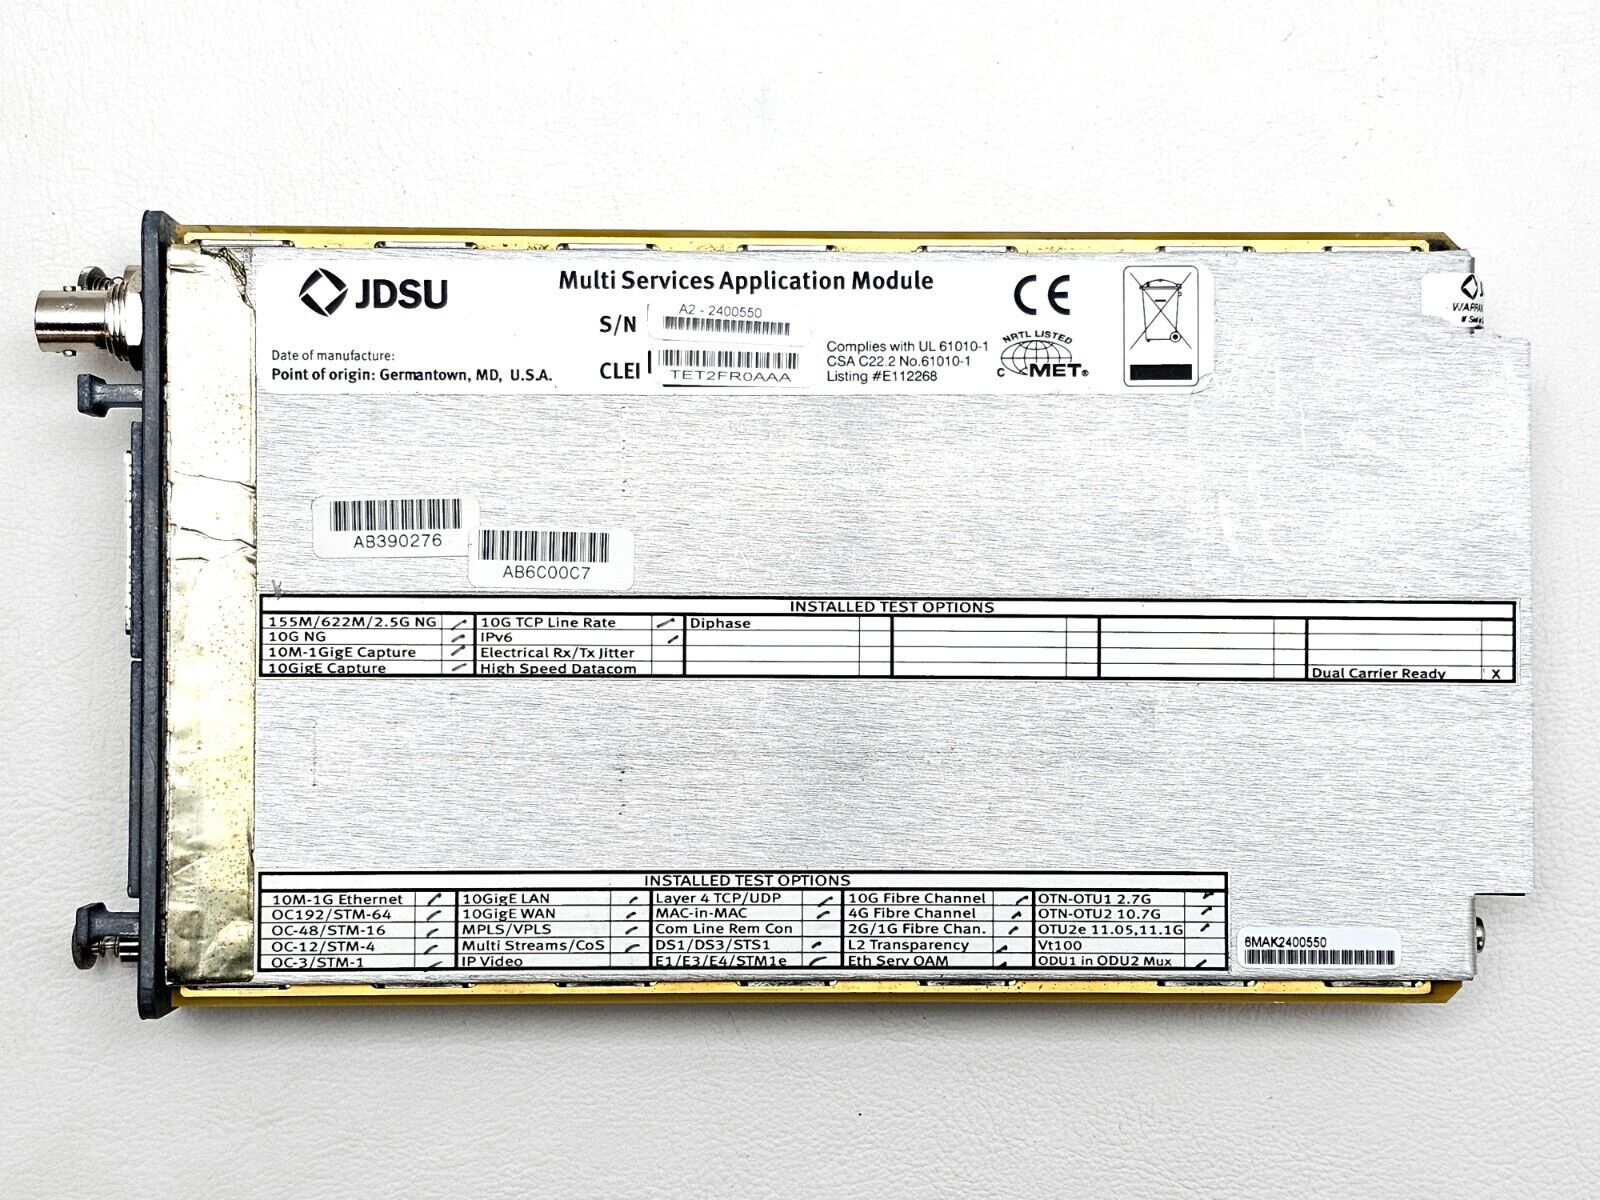 JDSU
Multi Services Application Module
S/N
A2 - 2400550
CLEI
TET2FR0AAA
Date of manufacture:
Point of origin: Germantown, MD, U.S.A.
Complies with UL 61010-1
CSA C22.2 No.61010-1
Listing #E112268
CE
NRTL LISTED
C MET®
AB390276
AB6C00C7
INSTALLED TEST OPTIONS
155M/622M/2.5G NG 10G TCP Line Rate Diphase
10G NG IPv6
10M-1GigE Capture Electrical Rx/Tx Jitter
10GigE Capture High Speed Datacom Dual Carrier Ready X
INSTALLED TEST OPTIONS
10M-1G Ethernet 10GigE LAN Layer 4 TCP/UDP 10G Fibre Channel OTN-OTU1 2.7G
OC192/STM-64 10GigE WAN MAC-in-MAC 4G Fibre Channel OTN-OTU2 10.7G
OC-48/STM-16 MPLS/VPLS Com Line Rem Con 2G/1G Fibre Chan. OTU2e 11.05,11.1G
OC-12/STM-4 Multi Streams/CoS DS1/DS3/STS1 L2 Transparency Vt100
OC-3/STM-1 IP Video E1/E3/E4/STM1e Eth Serv OAM ODU1 in ODU2 Mux
6MAK2400550